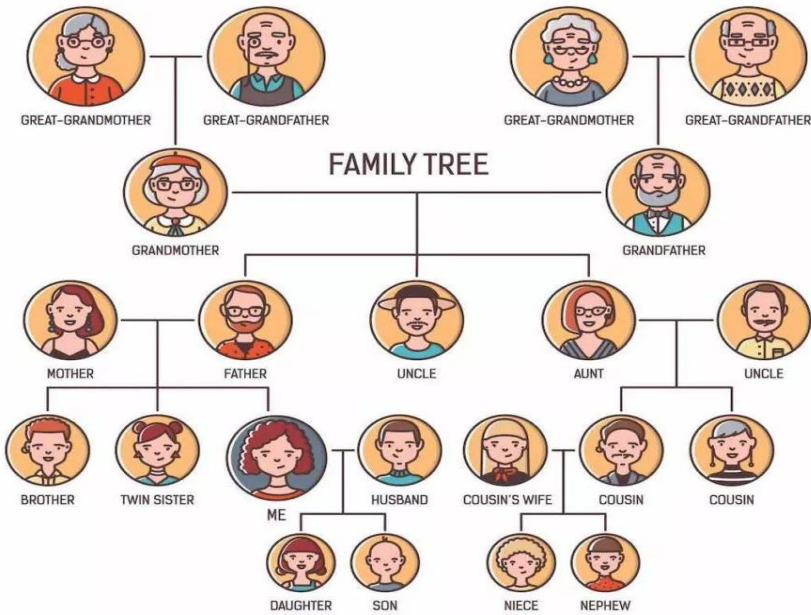 GREAT-GRANDMOTHER GREAT-GRANDFATHER GREAT-GRANDMOTHER GREAT-GRANDFATHER
FAMILY TREE
GRANDMOTHER GRANDFATHER
MOTHER FATHER UNCLE AUNT UNCLE
BROTHER TWIN SISTER ME HUSBAND COUSIN'S WIFE COUSIN COUSIN
DAUGHTER SON NIECE NEPHEW